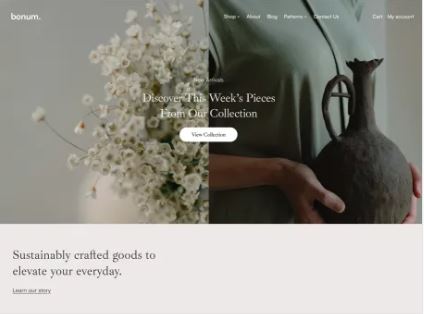 bonum.
Shop About Blog Patterns Contact Us
Cart My account
New Arrivals
Discover This Week's Pieces
From Our Collection
View Collection
Sustainably crafted goods to
elevate your everyday.
Learn our story